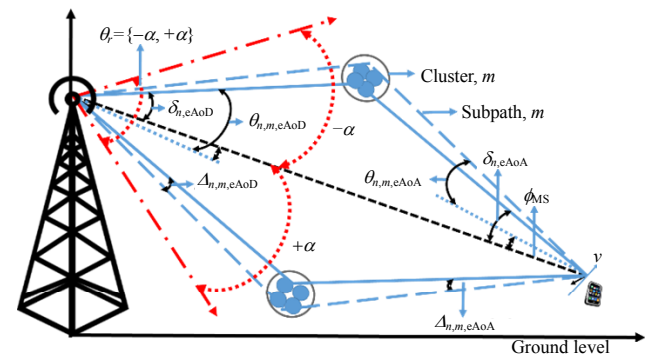 θr={−α, +α}
Cluster, m
Subpath, m
δn,eAoD
θn,m,eAoD
−α
δn,eAoA
θn,m,eAoA
ϕMS
Δn,m,eAoD
+α
v
Δn,m,eAoA
Ground level